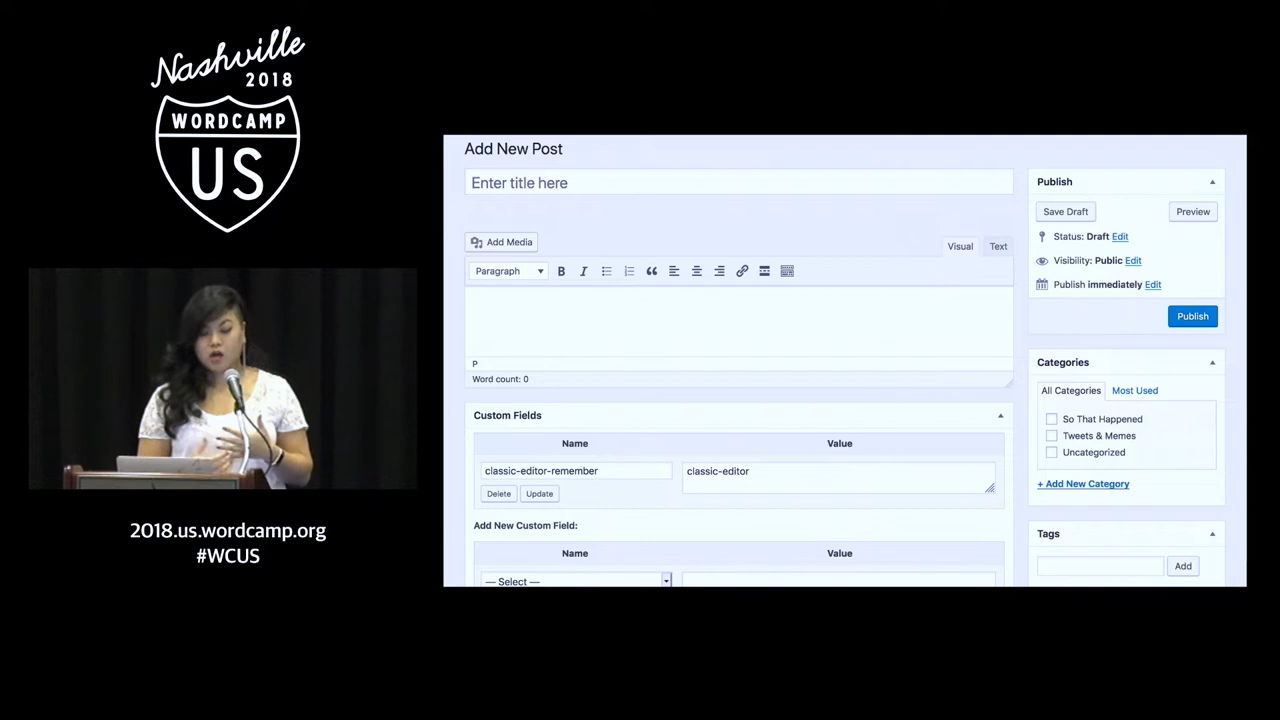 Nashville
2018
WORDCAMP
US
2018.us.wordcamp.org
#WCUS
Add New Post
Enter title here
Add Media
Visual Text
Paragraph
P
Word count: 0
Custom Fields
Name Value
classic-editor-remember classic-editor
Delete Update
Add New Custom Field:
Name Value
— Select —
Publish
Save Draft Preview
Status: Draft Edit
Visibility: Public Edit
Publish immediately Edit
Publish
Categories
All Categories Most Used
So That Happened
Tweets & Memes
Uncategorized
+ Add New Category
Tags
Add